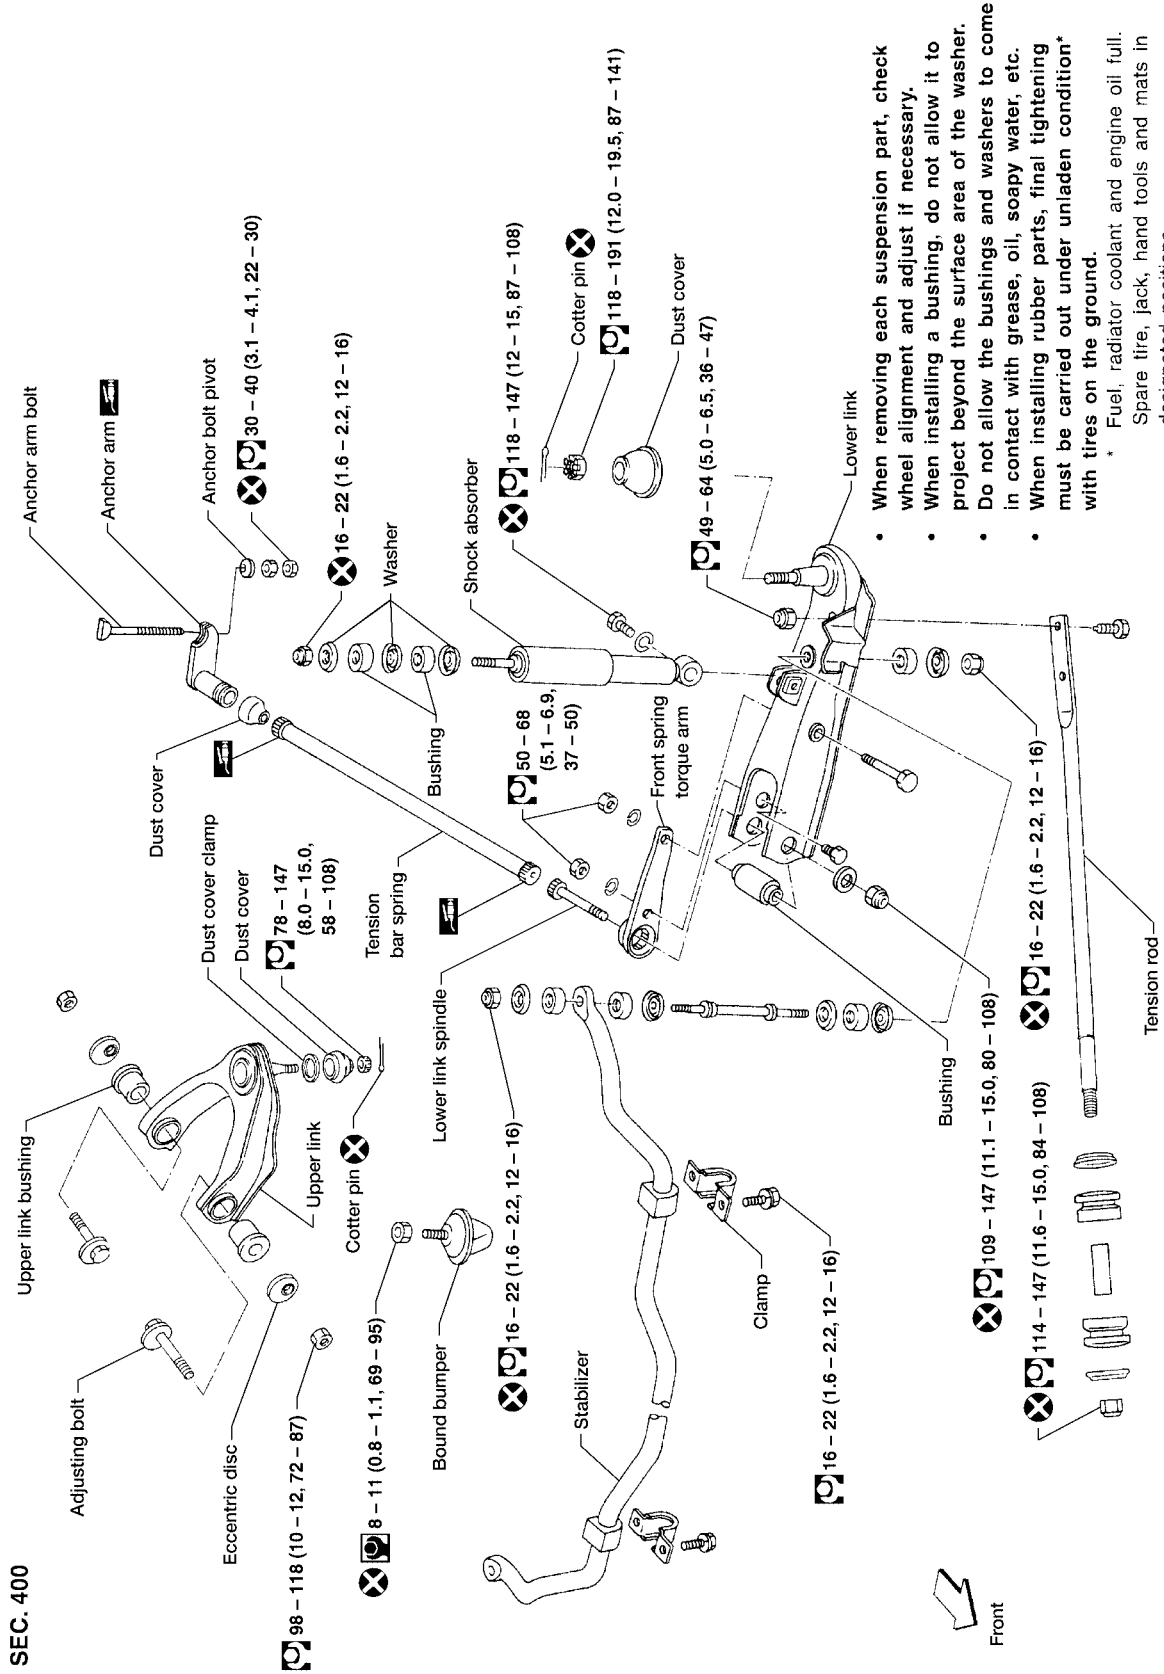 SEC. 400
Adjusting bolt
Upper link bushing
Eccentric disc
98 – 118 (10 – 12, 72 – 87)
8 – 11 (0.8 – 1.1, 69 – 95)
Bound bumper
Upper link
Cotter pin
Dust cover clamp
Dust cover
78 – 147
(8.0 – 15.0,
58 – 108)
Dust cover
Anchor arm bolt
Anchor arm
Anchor bolt pivot
30 – 40 (3.1 – 4.1, 22 – 30)
16 – 22 (1.6 – 2.2, 12 – 16)
Washer
Bushing
Tension
bar spring
Shock absorber
118 – 147 (12 – 15, 87 – 108)
Cotter pin
118 – 191 (12.0 – 19.5, 87 – 141)
Dust cover
49 – 64 (5.0 – 6.5, 36 – 47)
Lower link
50 – 68
(5.1 – 6.9,
37 – 50)
Front spring
torque arm
Lower link spindle
16 – 22 (1.6 – 2.2, 12 – 16)
Stabilizer
Clamp
16 – 22 (1.6 – 2.2, 12 – 16)
Bushing
109 – 147 (11.1 – 15.0, 80 – 108)
16 – 22 (1.6 – 2.2, 12 – 16)
114 – 147 (11.6 – 15.0, 84 – 108)
Tension rod
Front
• When removing each suspension part, check
wheel alignment and adjust if necessary.
• When installing a bushing, do not allow it to
project beyond the surface area of the washer.
• Do not allow the bushings and washers to come
in contact with grease, oil, soapy water, etc.
• When installing rubber parts, final tightening
must be carried out under unladen condition*
with tires on the ground.
* Fuel, radiator coolant and engine oil full.
Spare tire, jack, hand tools and mats in